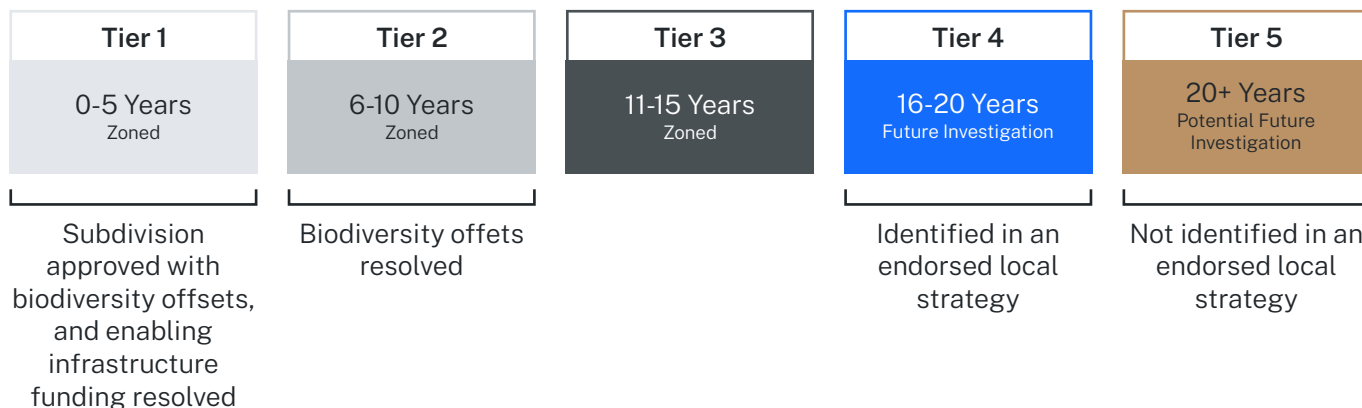 Tier 1
0-5 Years
Zoned
Subdivision
approved with
biodiversity offsets,
and enabling
infrastructure
funding resolved
Tier 2
6-10 Years
Zoned
Biodiversity offets
resolved
Tier 3
11-15 Years
Zoned
Tier 4
16-20 Years
Future Investigation
Identified in an
endorsed local
strategy
Tier 5
20+ Years
Potential Future
Investigation
Not identified in an
endorsed local
strategy